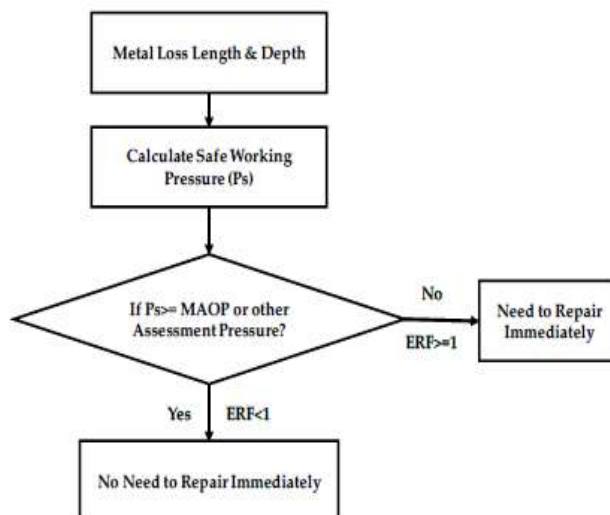 Metal Loss Length & Depth
Calculate Safe Working
Pressure (Ps)
If Ps>= MAOP or other
Assessment Pressure?
No
ERF>=1
Need to Repair
Immediately
Yes
ERF<1
No Need to Repair Immediately